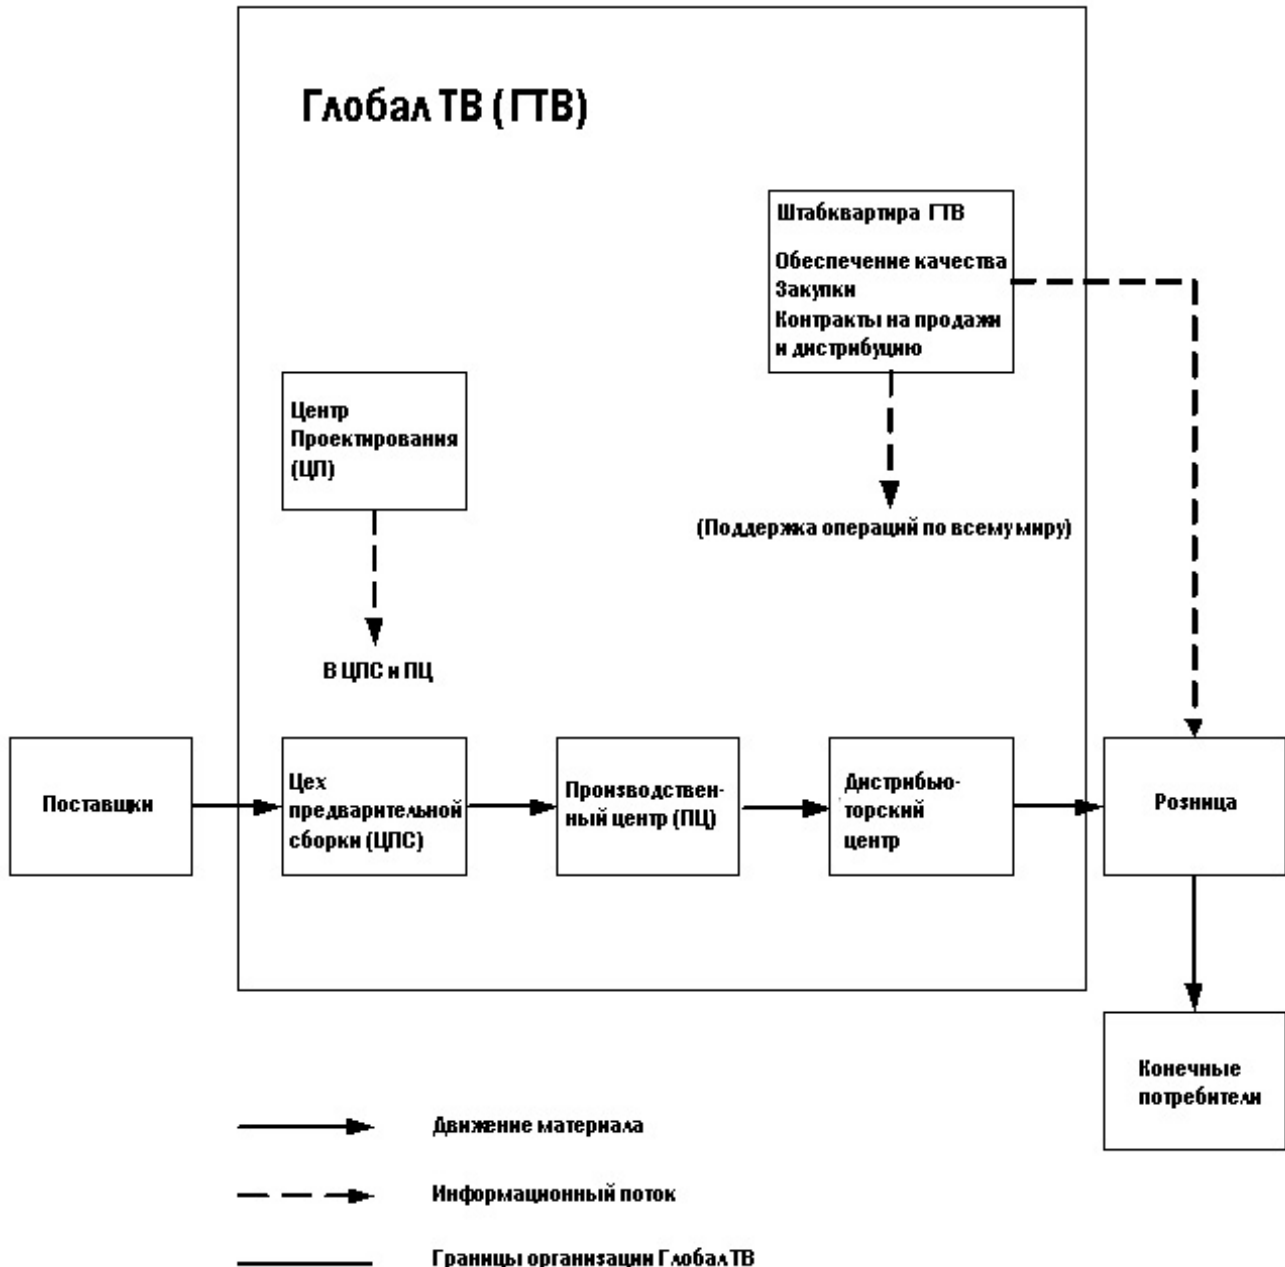 Глобал ТВ (ГТВ)
Штабквартира ГТВ
Обеспечение качества
Закупки
Контракты на продажи
и дистрибуцию
Центр
Проектирования
(ЦП)
(Поддержка операций по всему миру)
В ЦПС и ПЦ
Поставщки
Цех
предварительной
сборки (ЦПС)
Производствен-
ный центр (ПЦ)
Дистрибью-
торский
центр
Розница
Конечные
потребители
Движение материала
Информационный поток
Границы организации Глобал ТВ